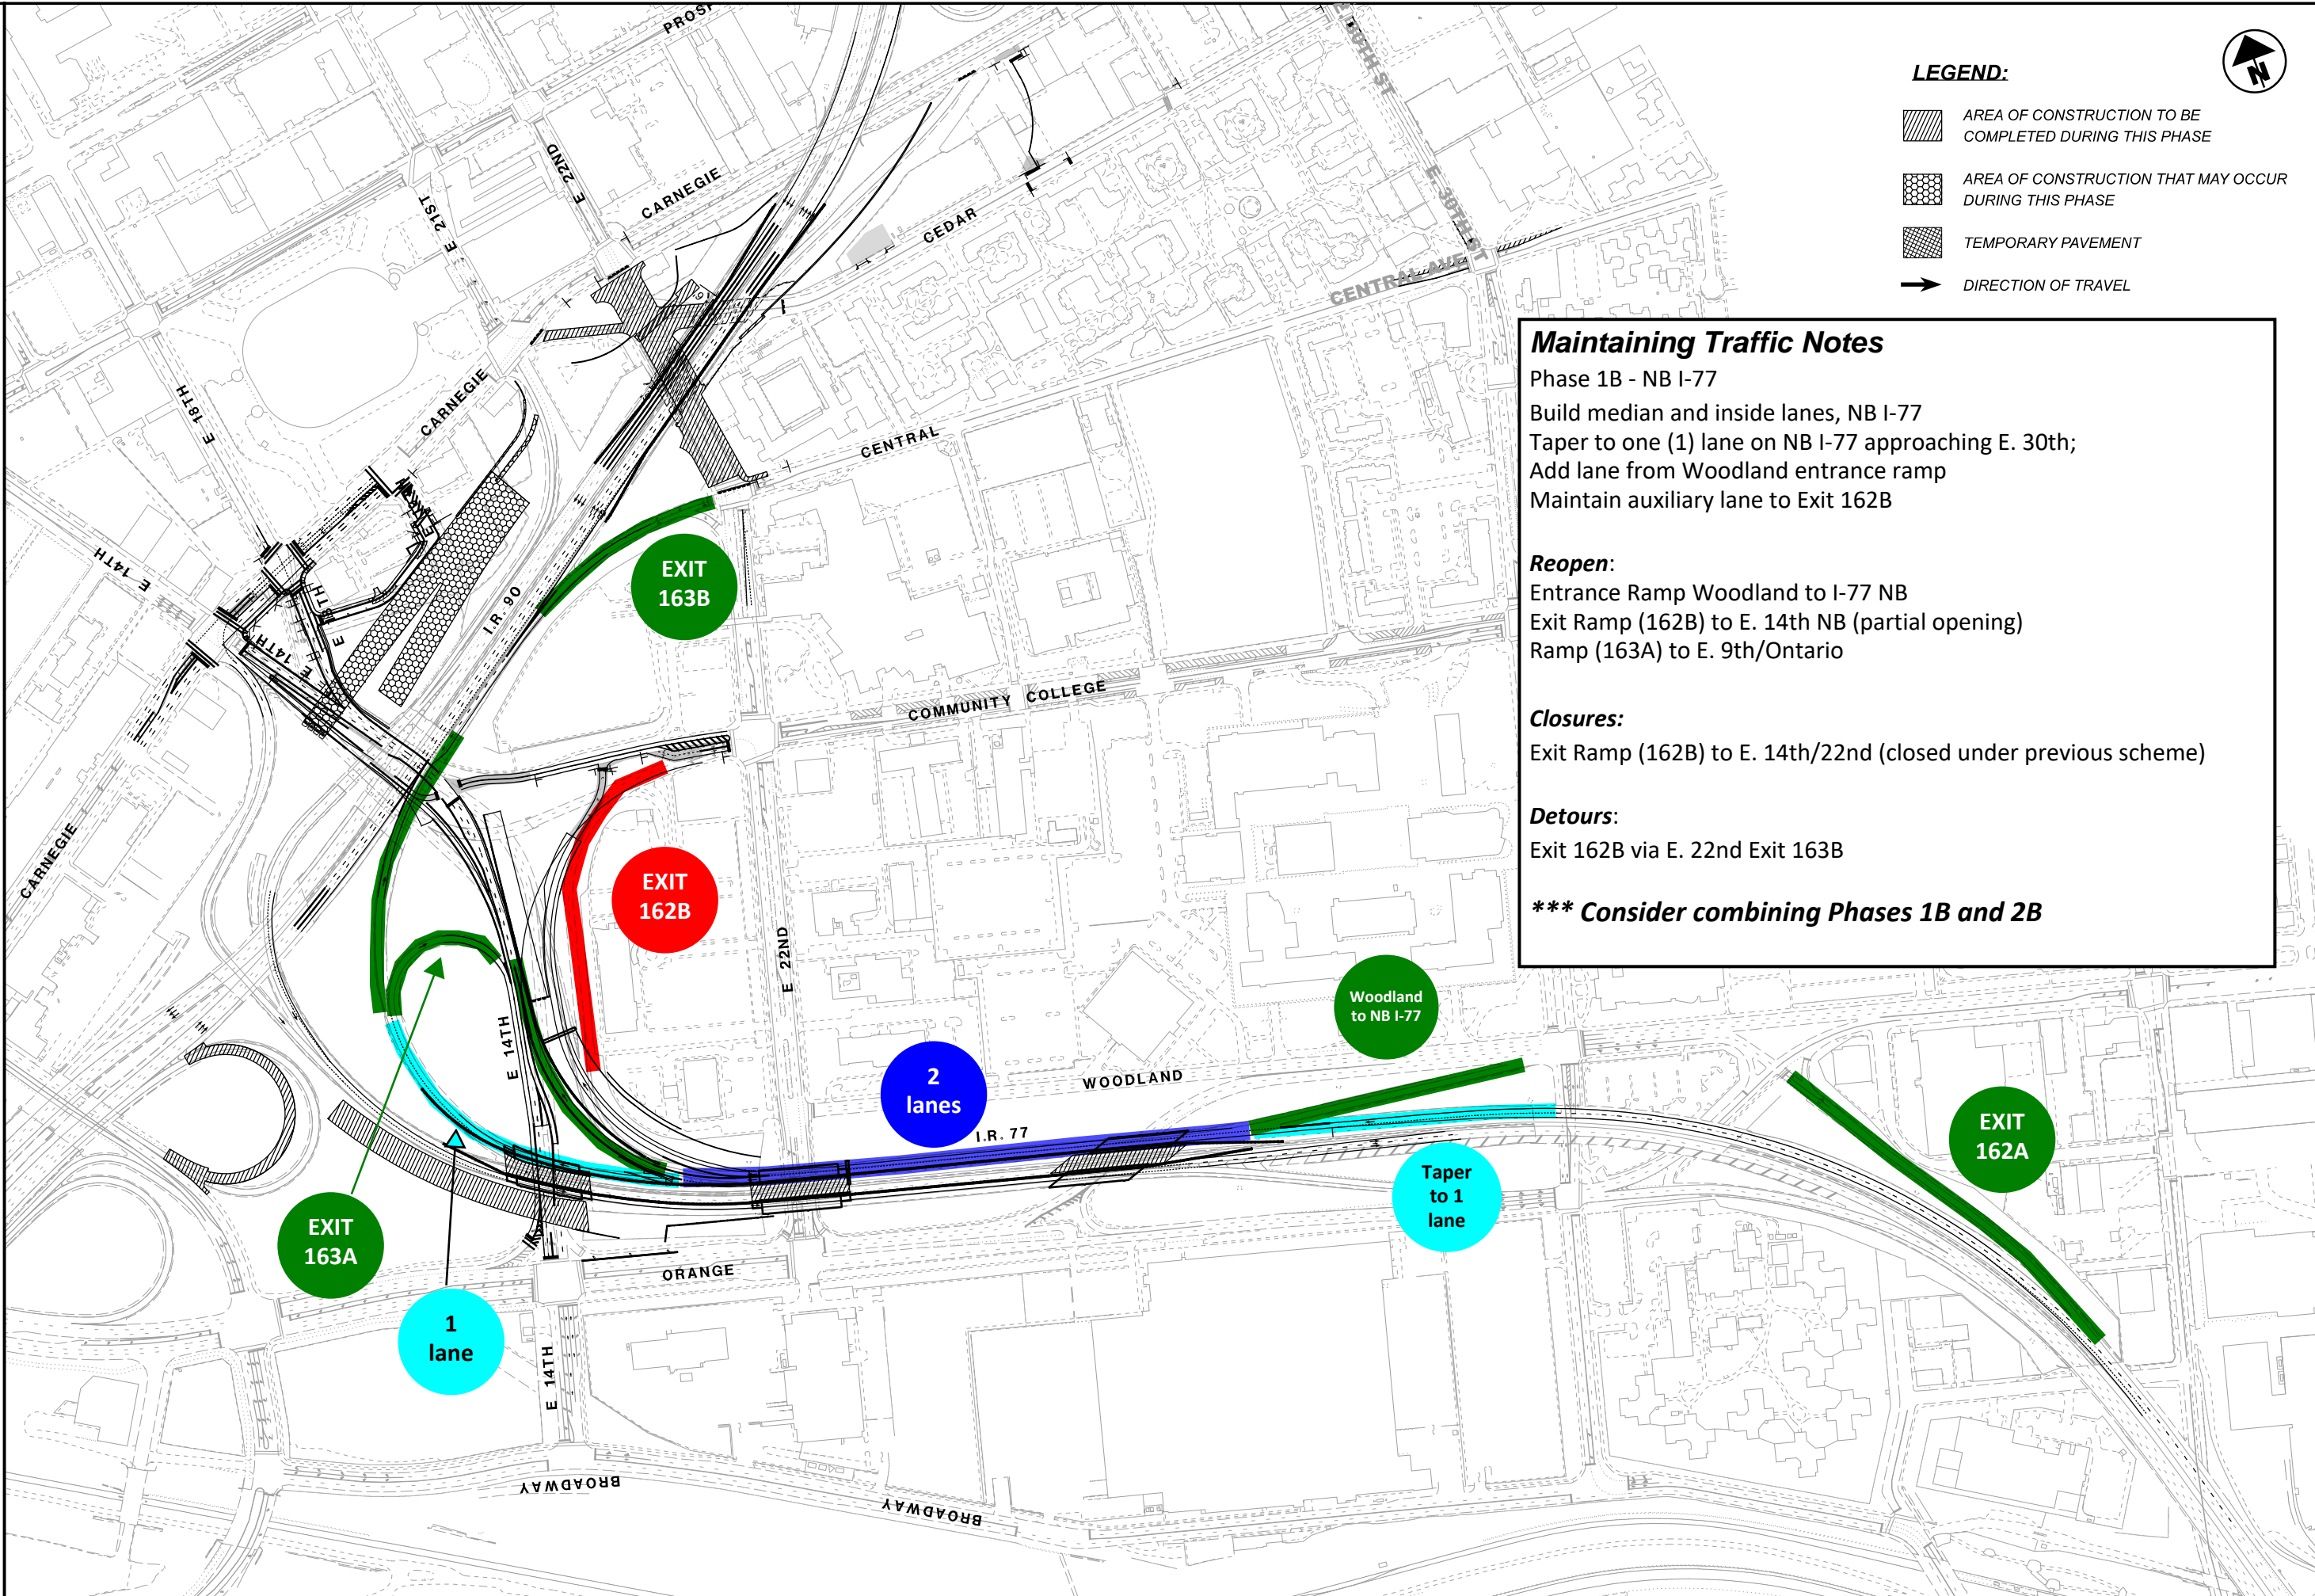 PROSP
E 22ND
E 21ST
CARNEGIE
CEDAR
E 30TH ST
E. 30TH ST
CENTRAL AVE
LEGEND:
N
AREA OF CONSTRUCTION TO BE
COMPLETED DURING THIS PHASE
AREA OF CONSTRUCTION THAT MAY OCCUR
DURING THIS PHASE
TEMPORARY PAVEMENT
DIRECTION OF TRAVEL
Maintaining Traffic Notes
Phase 1B - NB I-77
Build median and inside lanes, NB I-77
Taper to one (1) lane on NB I-77 approaching E. 30th;
Add lane from Woodland entrance ramp
Maintain auxiliary lane to Exit 162B
Reopen:
Entrance Ramp Woodland to I-77 NB
Exit Ramp (162B) to E. 14th NB (partial opening)
Ramp (163A) to E. 9th/Ontario
Closures:
Exit Ramp (162B) to E. 14th/22nd (closed under previous scheme)
Detours:
Exit 162B via E. 22nd Exit 163B
*** Consider combining Phases 1B and 2B
E 18TH
CARNEGIE
CENTRAL
E 14TH
E 18TH
E 14TH
I.R. 90
EXIT
163B
COMMUNITY COLLEGE
CARNEGIE
EXIT
162B
E 22ND
E 14TH
2
lanes
I.R. 77
WOODLAND
Woodland
to NB I-77
EXIT
162A
Taper
to 1
lane
EXIT
163A
ORANGE
1
lane
E 14TH
BROADWAY
BROADWAY